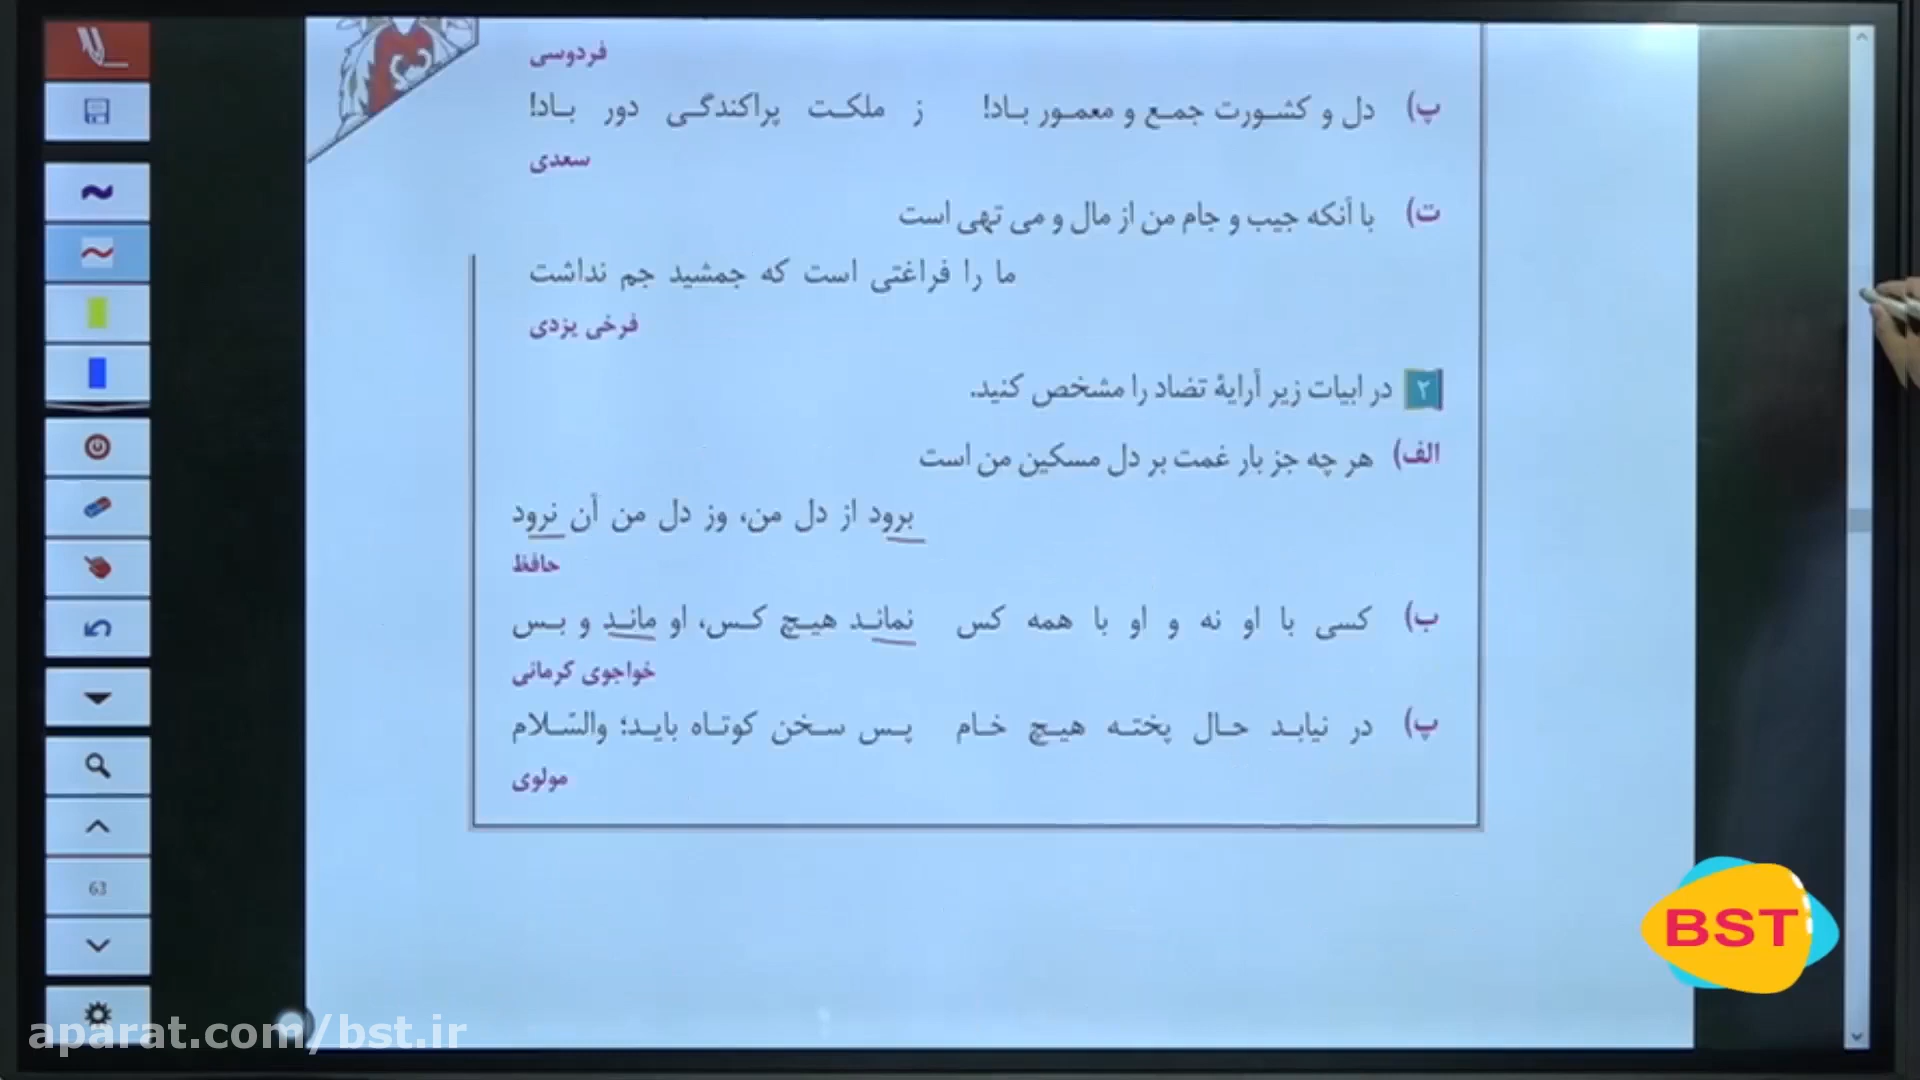 فردوسی
پ) دل و کشورت جمع و معمور باد! ز ملکت پراکندگی دور باد!
سعدی
ت) با آنکه جیب و جام من از مال و می تهی است
ما را فراغتی است که جمشید جم نداشت
فرخی یزدی
۲ در ابیات زیر آرایهٔ تضاد را مشخص کنید.
الف) هر چه جز بار غمت بر دل مسکین من است
برود از دل من، وز دل من آن نرود
حافظ
ب) کسی با او نه و او با همه کس نماند هیچ کس، او ماند و بس
خواجوی کرمانی
پ) در نیابد حال پخته هیچ خام پس سخن کوتاه باید؛ والسّلام
مولوی
63
BST
aparat.com/bst.ir